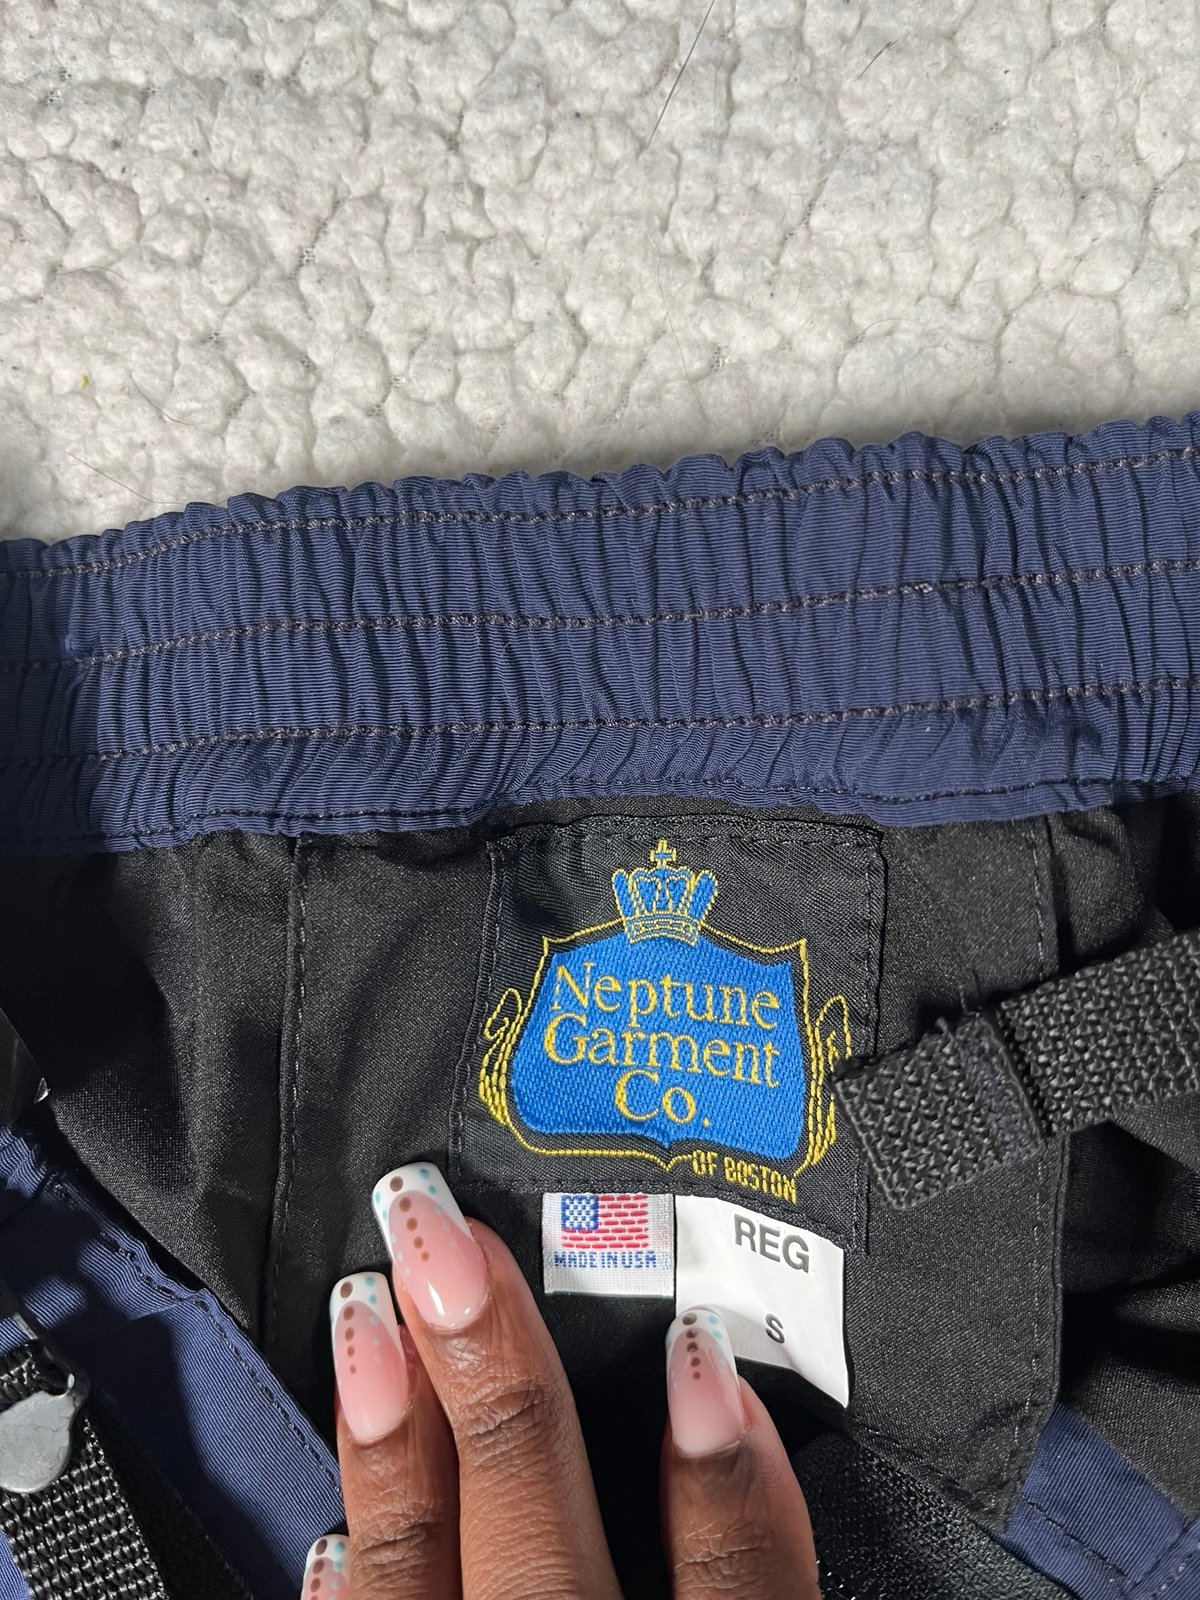 Neptune
Garment
Co.
OF BOSTON
MADE IN USA
REG
S